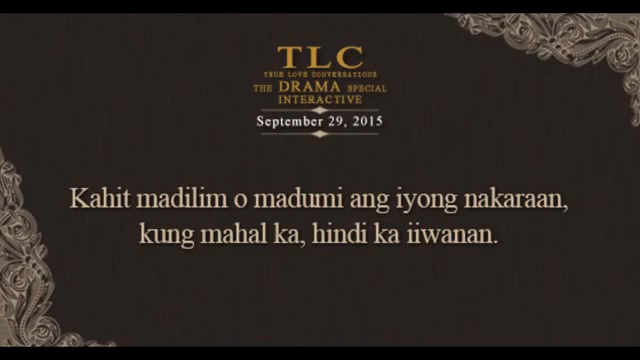 TLC
TRUE LOVE CONVERSATIONS
THE DRAMA SPECIAL
INTERACTIVE
September 29, 2015
Kahit madilim o madumi ang iyong nakaraan,
kung mahal ka, hindi ka iiwanan.